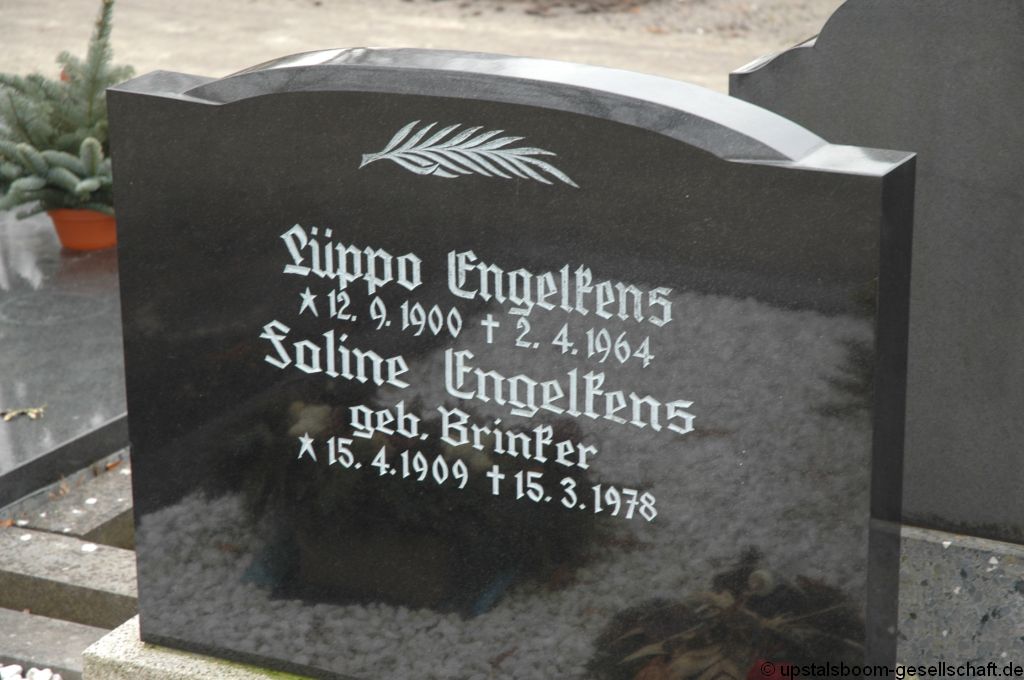 Lüppo Engelkens
* 12. 9. 1900 † 2. 4. 1964
Foline Engelkens
geb. Brinker
* 15. 4. 1909 † 15. 3. 1978
© upstalsboom-gesellschaft.de